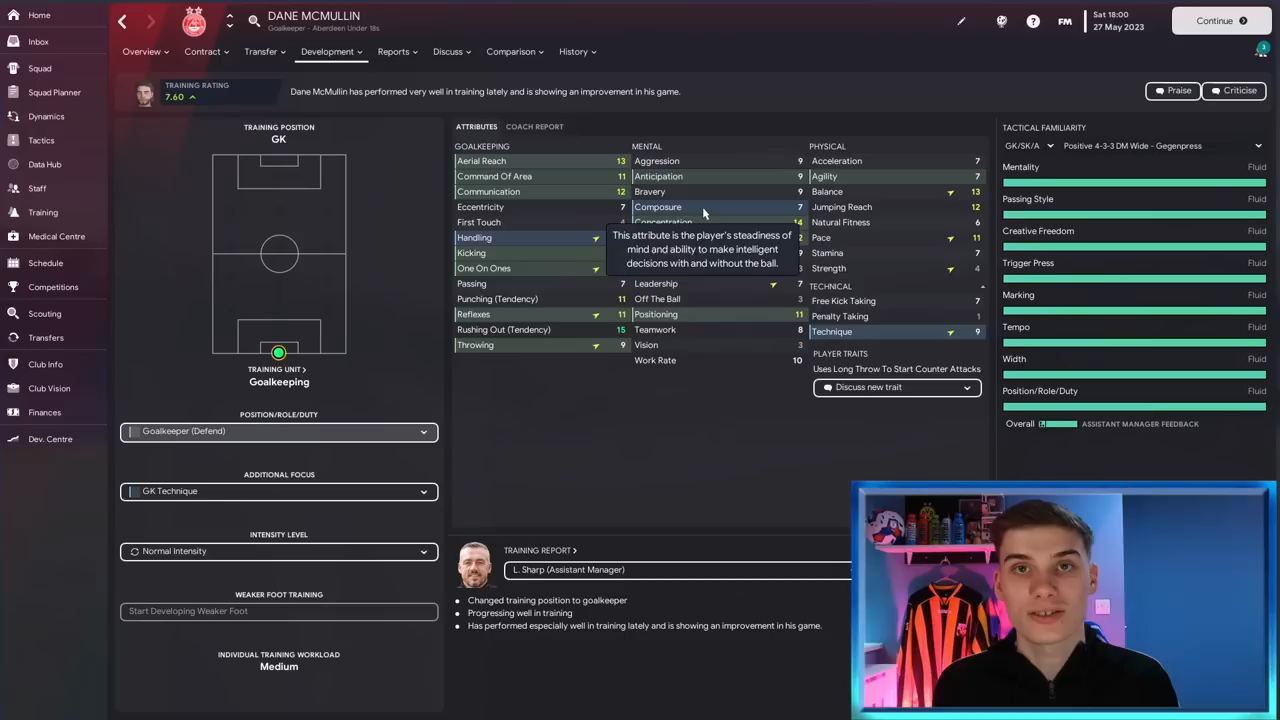 Home
Inbox
Squad
Squad Planner
Dynamics
Tactics
Data Hub
Staff
Training
Medical Centre
Schedule
Competitions
Scouting
Transfers
Club Info
Club Vision
Finances
Dev. Centre
DANE MCMULLIN
Goalkeeper - Aberdeen Under 18s
FM
Sat 18:00
27 May 2023
Continue
Overview
Contract
Transfer
Development
Reports
Discuss
Comparison
History
3
TRAINING RATING
7.60
Dane McMullin has performed very well in training lately and is showing an improvement in his game.
Praise
Criticise
TRAINING POSITION
GK
TRAINING UNIT
Goalkeeping
POSITION/ROLE/DUTY
Goalkeeper (Defend)
ADDITIONAL FOCUS
GK Technique
INTENSITY LEVEL
Normal Intensity
WEAKER FOOT TRAINING
Start Developing Weaker Foot
INDIVIDUAL TRAINING WORKLOAD
Medium
ATTRIBUTES
COACH REPORT
GOALKEEPING
Aerial Reach 13
Command Of Area 11
Communication 12
Eccentricity 7
First Touch 4
Handling
Kicking
One On Ones
Passing 7
Punching (Tendency) 11
Reflexes 11
Rushing Out (Tendency) 15
Throwing 9
MENTAL
Aggression 9
Anticipation 9
Bravery 9
Composure 7
Concentration 14
This attribute is the player's steadiness of
mind and ability to make intelligent
decisions with and without the ball.
Leadership 7
Off The Ball 3
Positioning 11
Teamwork 8
Vision 3
Work Rate 10
PHYSICAL
Acceleration 7
Agility 7
Balance 13
Jumping Reach 12
Natural Fitness 6
Pace 11
Stamina 7
Strength 4
TECHNICAL
Free Kick Taking 7
Penalty Taking 1
Technique 9
PLAYER TRAITS
Uses Long Throw To Start Counter Attacks
Discuss new trait
TACTICAL FAMILIARITY
GK/SK/A
Positive 4-3-3 DM Wide - Gegenpress
Mentality Fluid
Passing Style Fluid
Creative Freedom Fluid
Trigger Press Fluid
Marking Fluid
Tempo Fluid
Width Fluid
Position/Role/Duty Fluid
Overall
ASSISTANT MANAGER FEEDBACK
TRAINING REPORT
L. Sharp (Assistant Manager)
Changed training position to goalkeeper
Progressing well in training
Has performed especially well in training lately and is showing an improvement in his game.